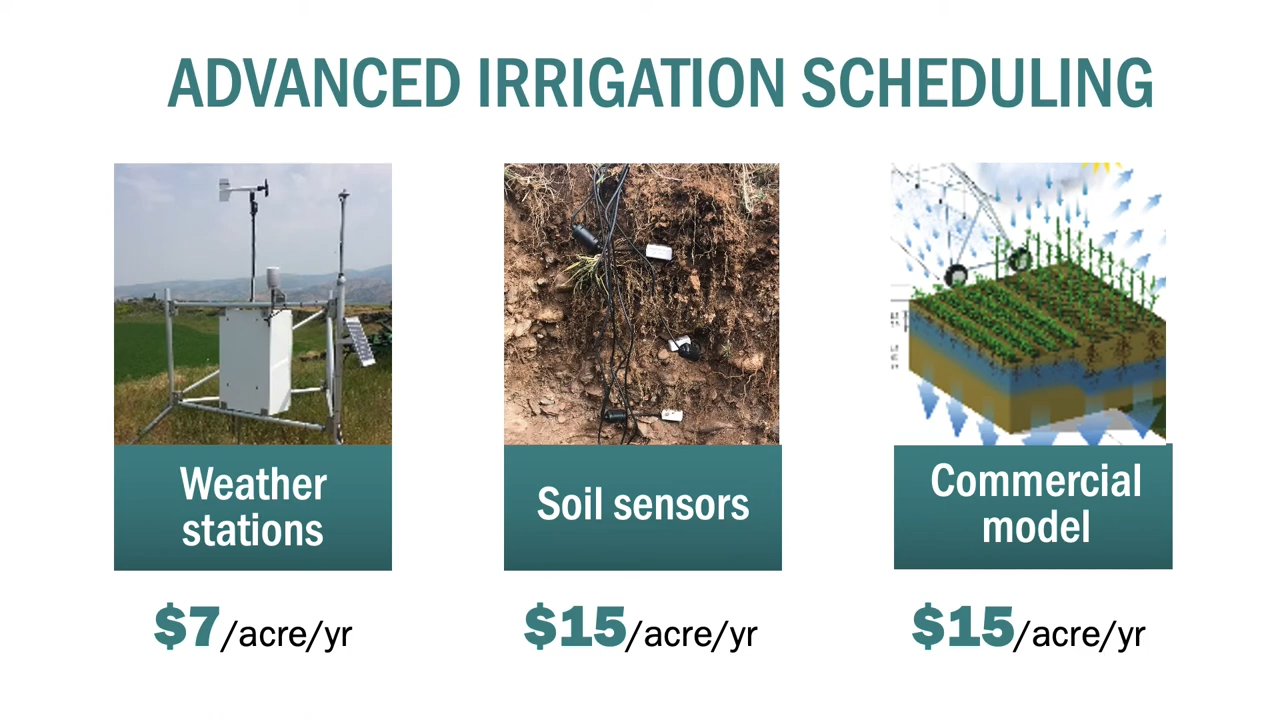 ADVANCED IRRIGATION SCHEDULING
Weather
stations
Soil sensors
Commercial
model
$7/acre/yr
$15/acre/yr
$15/acre/yr